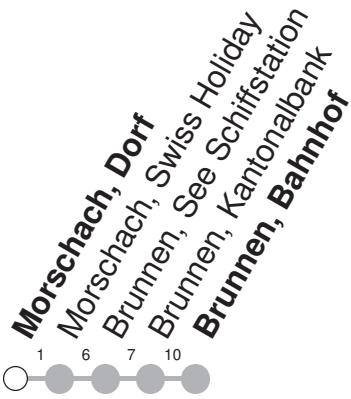 Morschach, Dorf
Morschach, Swiss Holiday
Brunnen, See Schiffstation
Brunnen, Kantonalbank
Brunnen, Bahnhof
1 6 7 10